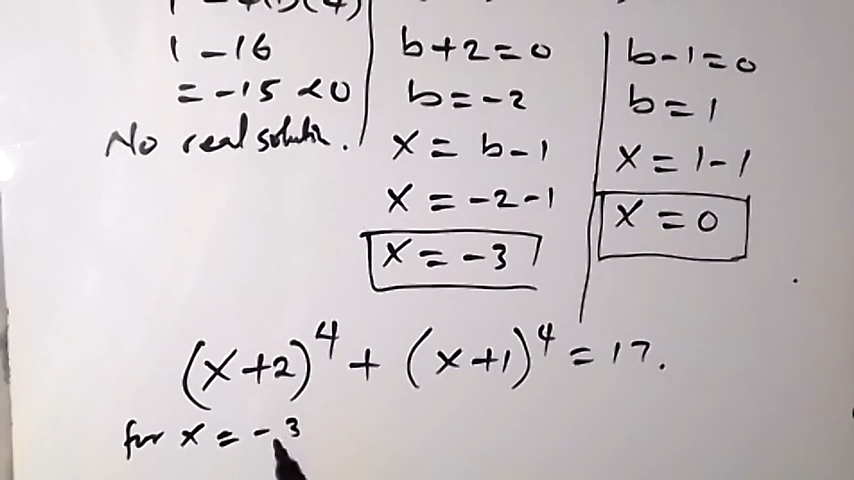 1 - 16
= -15 < 0
No real solution.
b + 2 = 0
b = -2
x = b - 1
x = -2 - 1
x = -3
b - 1 = 0
b = 1
x = 1 - 1
x = 0
(x+2)^4 + (x+1)^4 = 17.
for x = -3